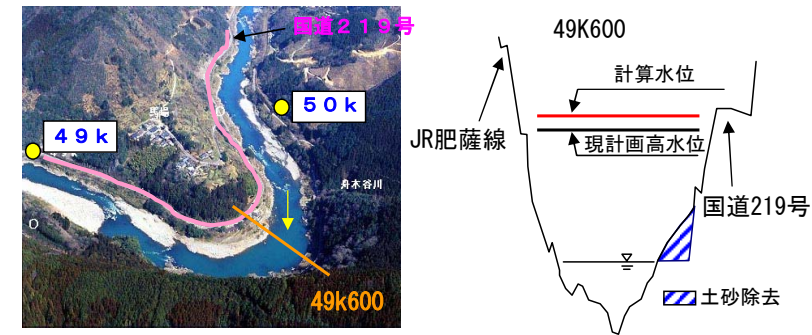 国道219号
50k
49k
馬場
舟木谷川
49k600
49K600
計算水位
JR肥薩線
現計画高水位
国道219号
土砂除去